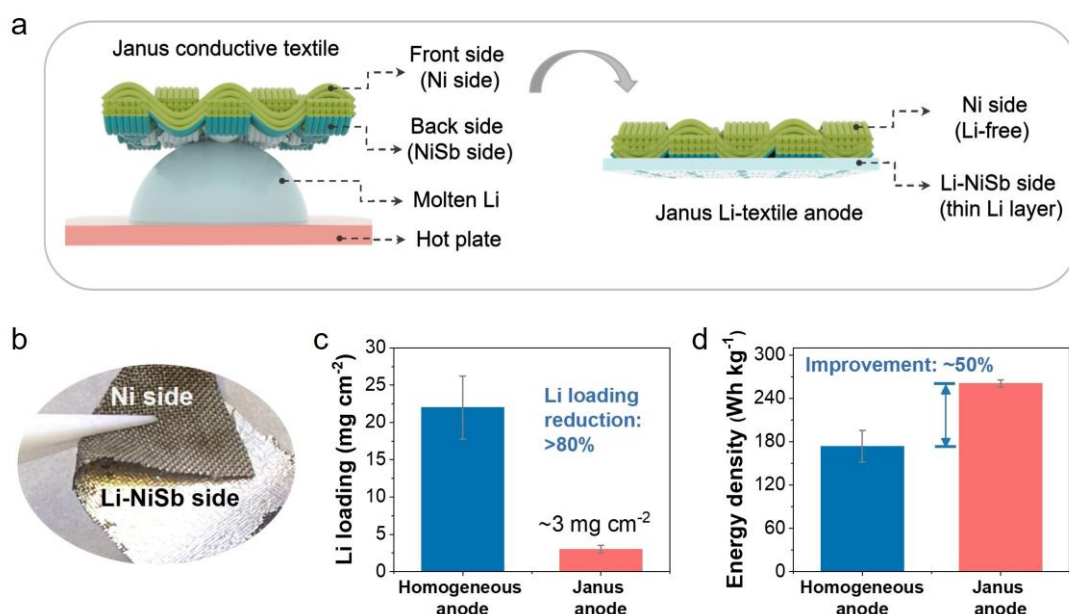 a
Janus conductive textile
Front side
(Ni side)
Back side
(NiSb side)
Molten Li
Hot plate
Ni side
(Li-free)
Li-NiSb side
(thin Li layer)
Janus Li-textile anode
b
Ni side
Li-NiSb side
c
Li loading (mg cm⁻²)
30
25
20
15
10
5
0
Li loading
reduction:
>80%
~3 mg cm⁻²
Homogeneous
anode
Janus
anode
d
Energy density (Wh kg⁻¹)
300
240
180
120
60
0
Improvement: ~50%
Homogeneous
anode
Janus
anode